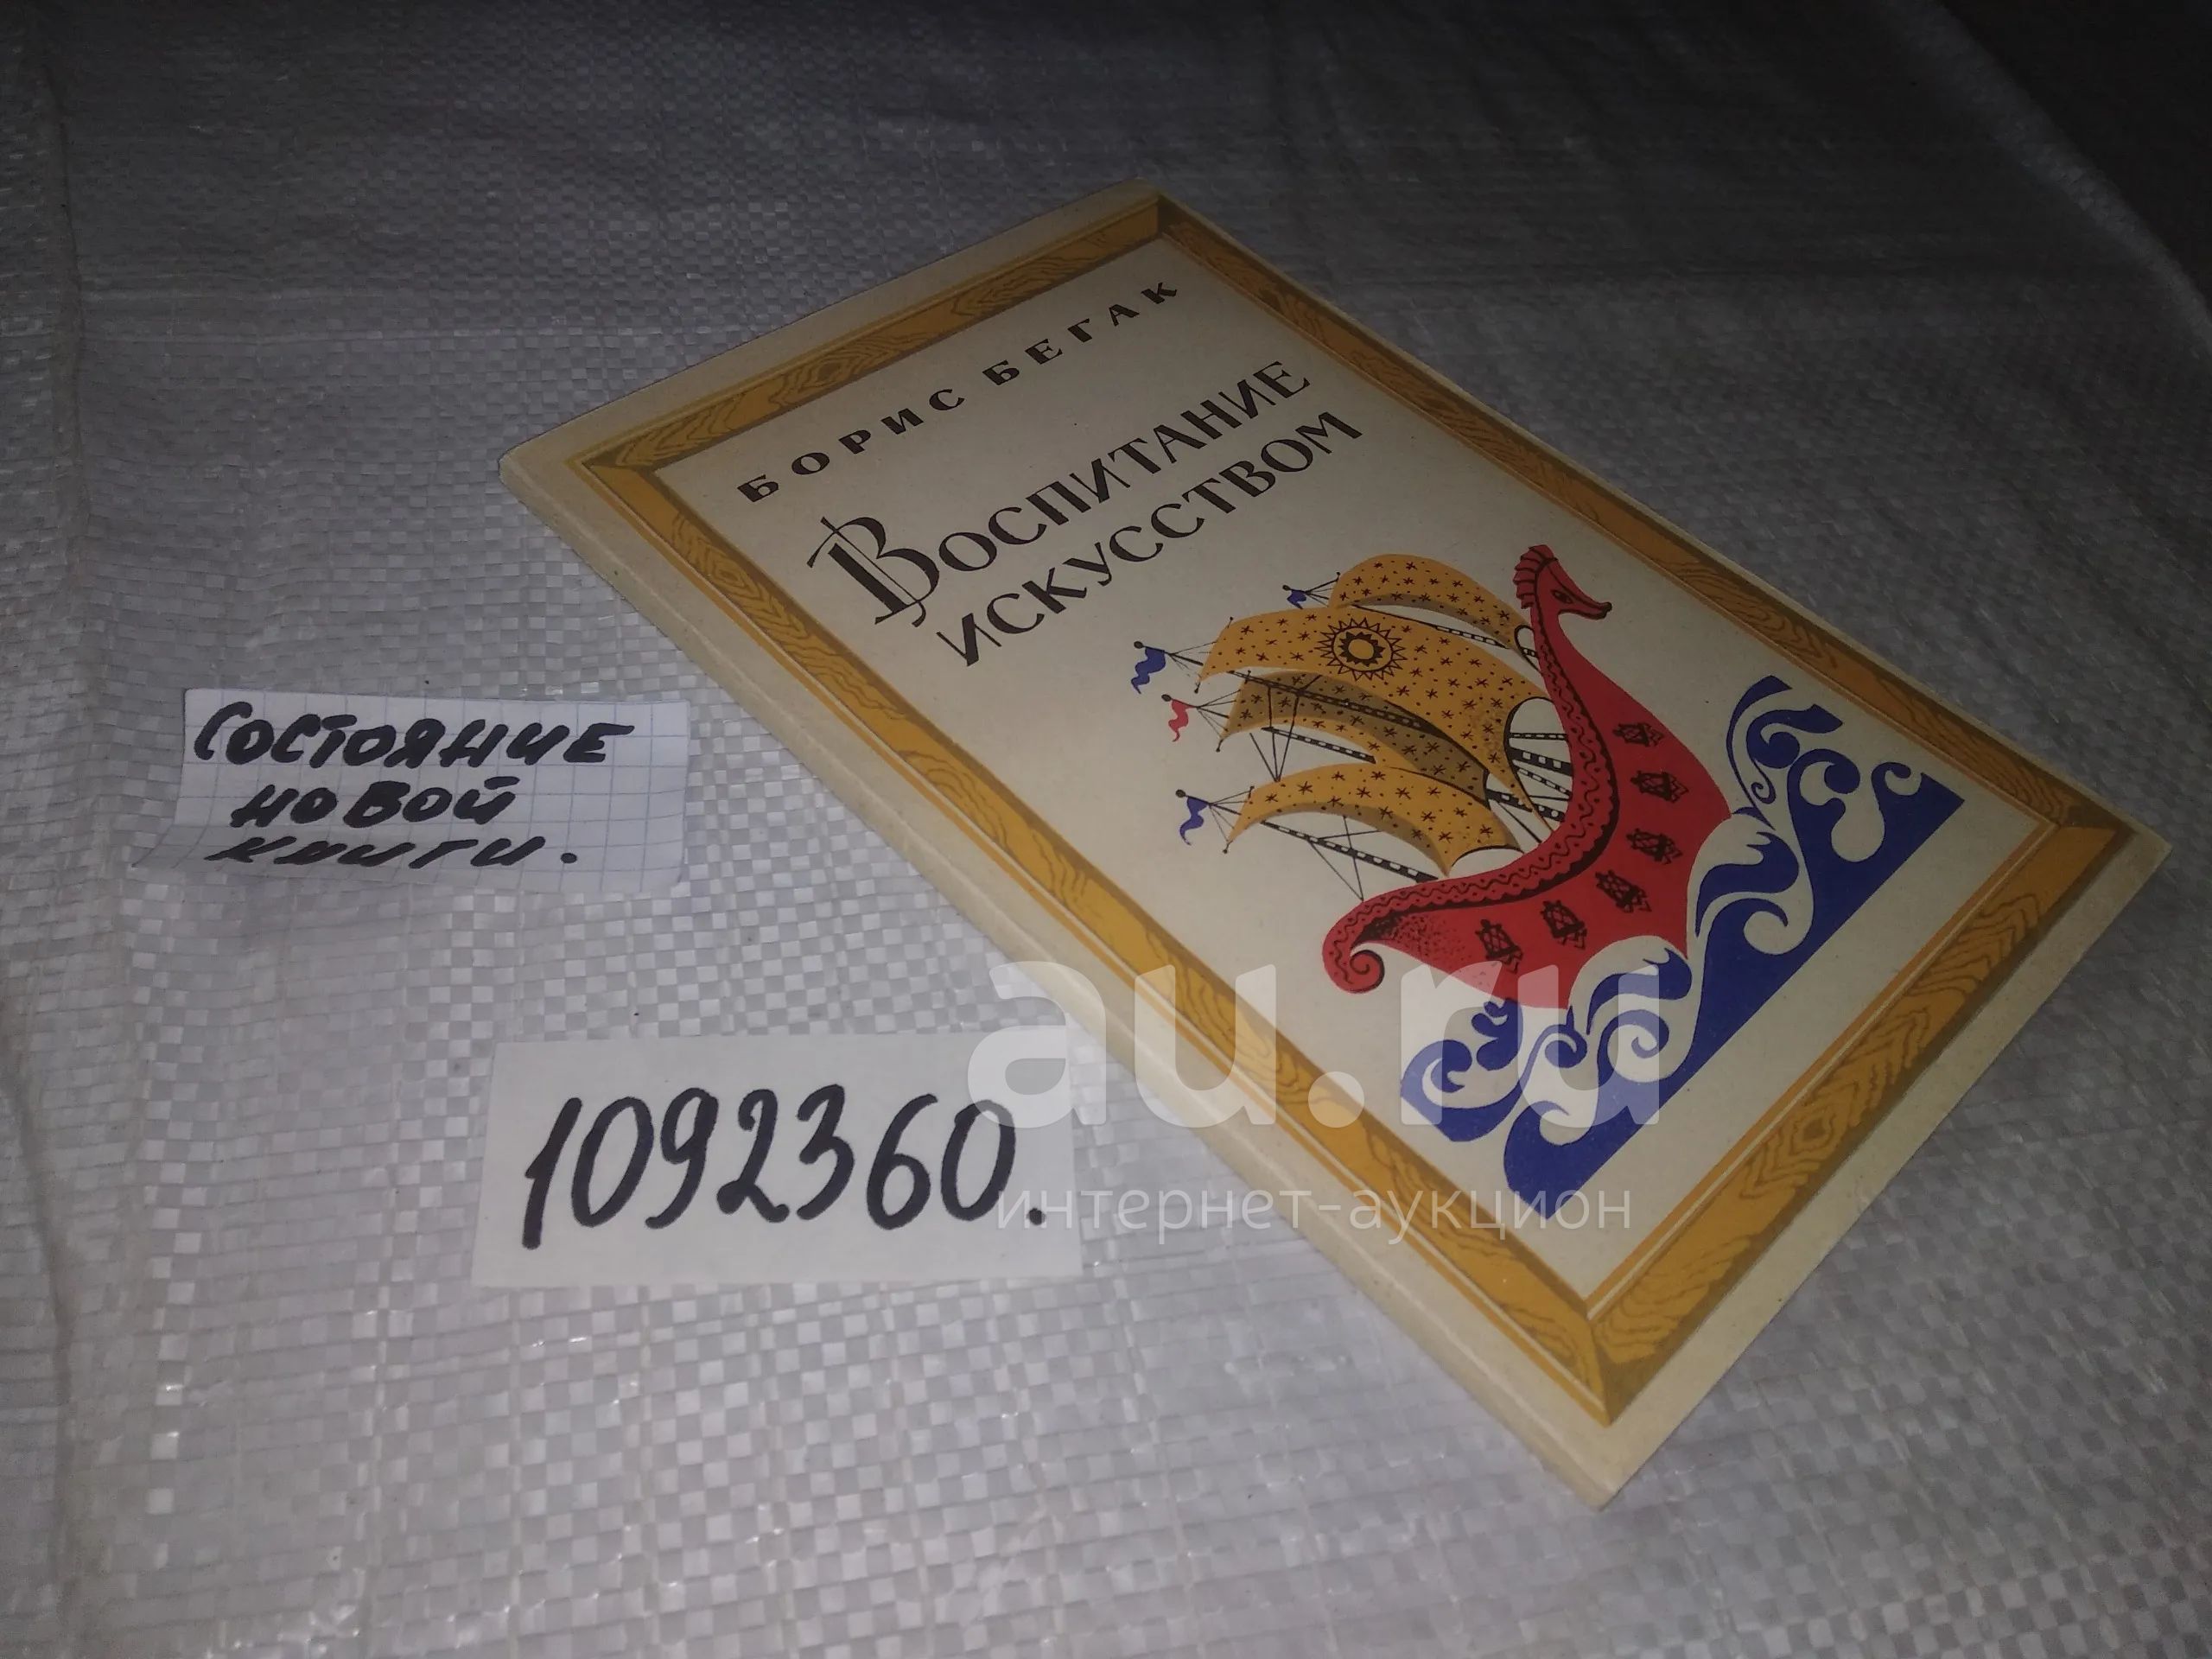 БОРИС БЕГАК
ВОСПИТАНИЕ
ИСКУССТВОМ
СОСТОЯНИЕ
НОВОЙ
КНИГИ.
1092360.
au.ru
интернет-аукцион